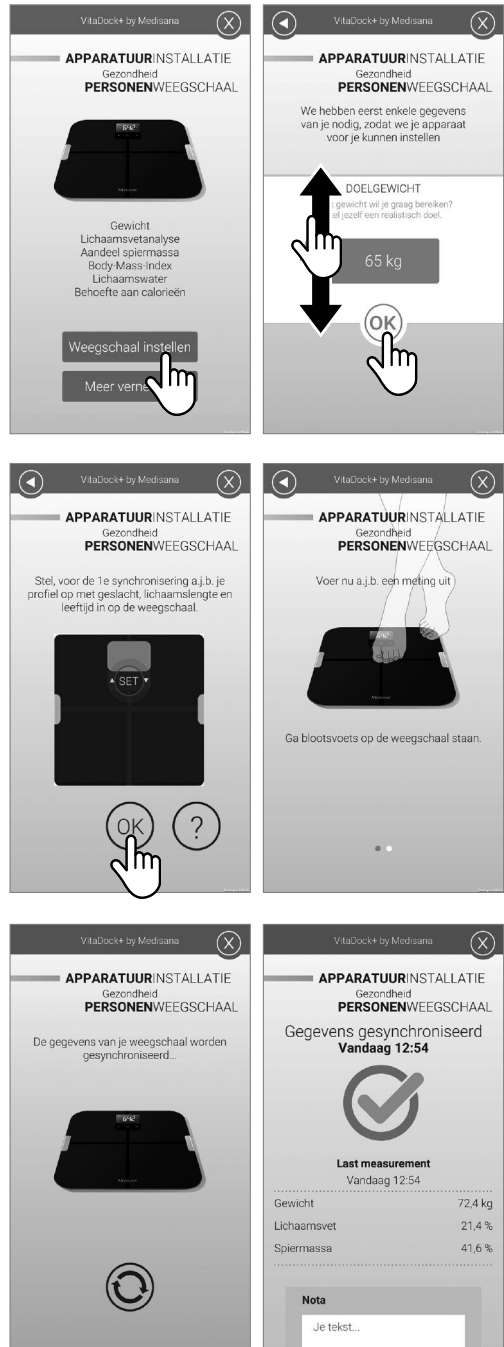 VitaDock+ by Medisana
X
APPARATUURINSTALLATIE
Gezondheid
PERSONENWEEGSCHAAL
Gewicht
Lichaamsvetanalyse
Aandeel spiermassa
Body-Mass-Index
Lichaamswater
Behoefte aan calorieën
Weegschaal instellen
Meer
VitaDock+ by Medisana
X
APPARATUURINSTALLATIE
Gezondheid
PERSONENWEEGSCHAAL
We hebben eerst enkele gegevens
van je nodig, zodat we je apparaat
voor je kunnen instellen
DOELGEWICHT
gewicht wil je graag bereiken?
jezelf een realistisch doel.
65 kg
OK
VitaDock+ by Medisana
X
APPARATUURINSTALLATIE
Gezondheid
PERSONENWEEGSCHAAL
Stel, voor de 1e synchronisering a.j.b. je
profiel op met geslacht, lichaamslengte en
leeftijd in op de weegschaal.
SET
OK
?
VitaDock+ by Medisana
X
APPARATUURINSTALLATIE
Gezondheid
PERSONENWEEGSCHAAL
Voer nu a.j.b. een meting uit
Ga blootsvoets op de weegschaal staan.
VitaDock+ by Medisana
X
APPARATUURINSTALLATIE
Gezondheid
PERSONENWEEGSCHAAL
De gegevens van je weegschaal worden
gesynchroniseerd...
VitaDock+ by Medisana
X
APPARATUURINSTALLATIE
Gezondheid
PERSONENWEEGSCHAAL
Gegevens gesynchroniseerd
Vandaag 12:54
Last measurement
Vandaag 12:54
Gewicht 72,4 kg
Lichaamsvet 21,4 %
Spiermassa 41,6 %
Nota
Je tekst...